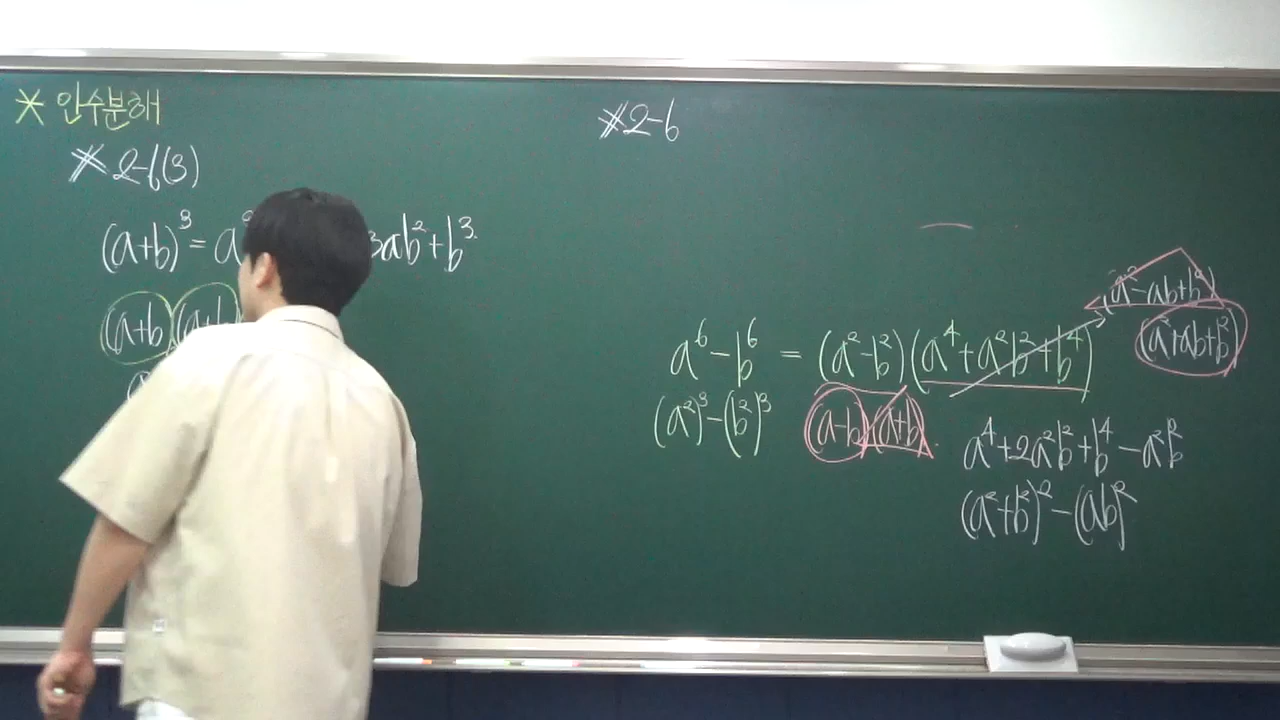 * 인수분해
* 2-6(3)
(a+b)³ = a 3ab²+b³
(a+b)(a+b
* 2-6
(a²-ab+b²)
a⁶-b⁶ = (a²-b²)(a⁴+a²b²+b⁴) (a²+ab+b²)
(a²)³-(b²)³ (a-b)(a+b)
a⁴+2a²b²+b⁴-a²b²
(a²+b²)²-(ab)²